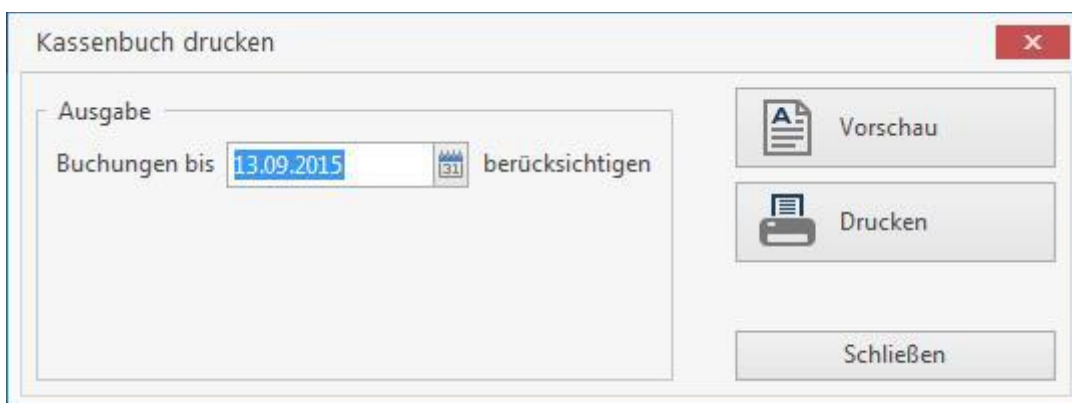 Kassenbuch drucken
Ausgabe
Buchungen bis 13.09.2015 berücksichtigen
Vorschau
Drucken
Schließen